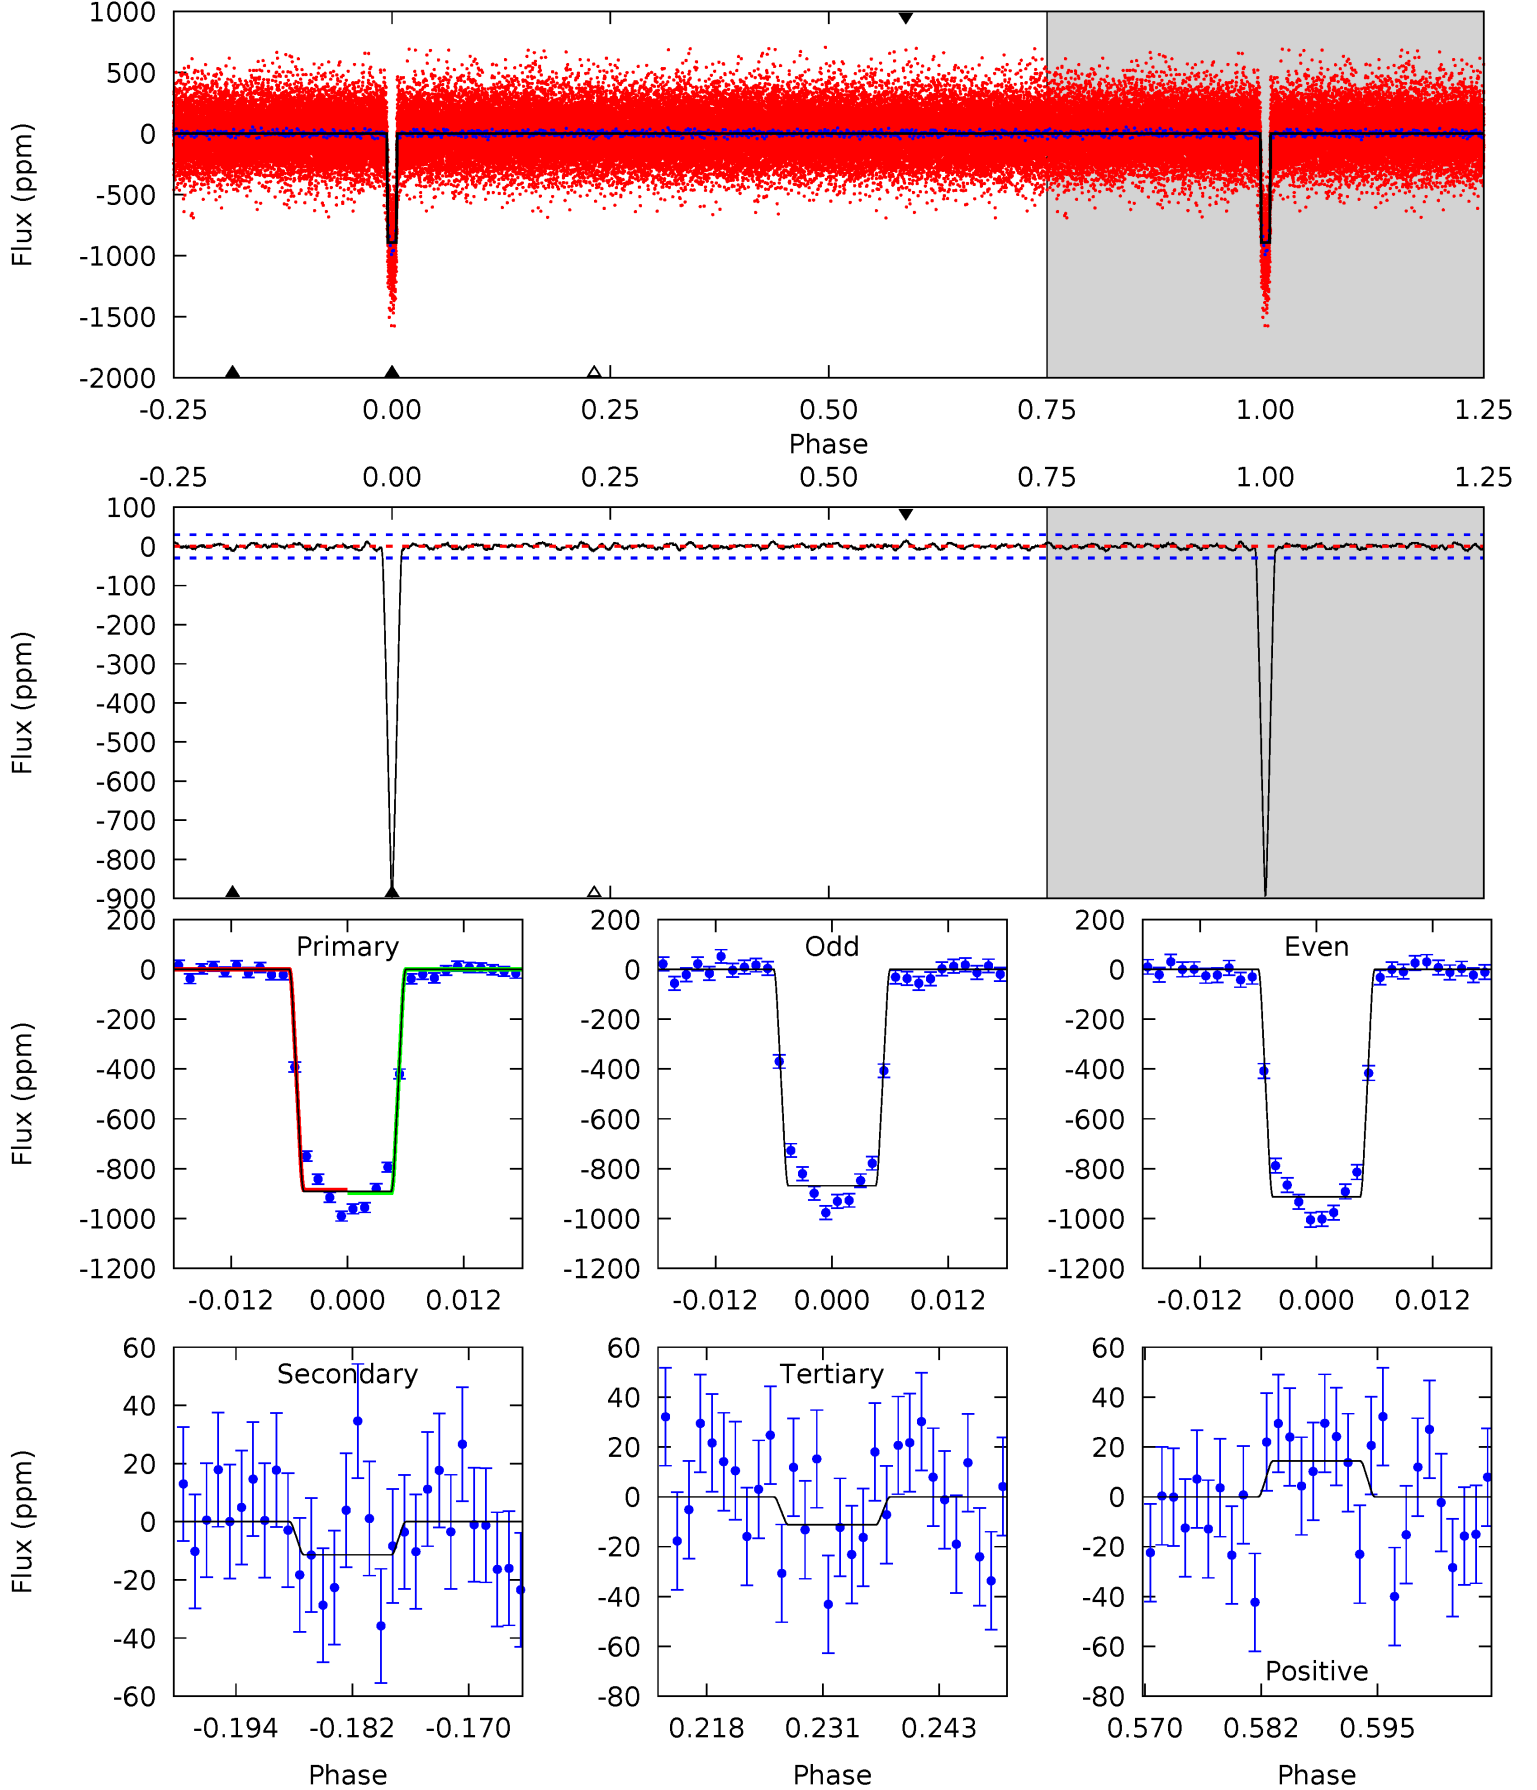 1000
500
0
-500
-1000
-1500
-2000
Flux (ppm)
-0.25 0.00 0.25 0.50 0.75 1.00 1.25
Phase
-0.25 0.00 0.25 0.50 0.75 1.00 1.25
100
0
-100
-200
-300
-400
-500
-600
-700
-800
-900
Flux (ppm)
Primary Odd Even
200 200 200
0 0 0
-200 -200 -200
-400 -400 -400
-600 -600 -600
-800 -800 -800
-1000 -1000 -1000
-1200 -1200 -1200
Flux (ppm)
-0.012 0.000 0.012 -0.012 0.000 0.012 -0.012 0.000 0.012
60 60 60
Secondary Tertiary
40 40 40
20 20 20
0 0 0
-20 -20 -20
-40 -40 -40
-60 -60 -60
-80 -80
Positive
Flux (ppm)
-0.194 -0.182 -0.170 0.218 0.231 0.243 0.570 0.582 0.595
Phase Phase Phase